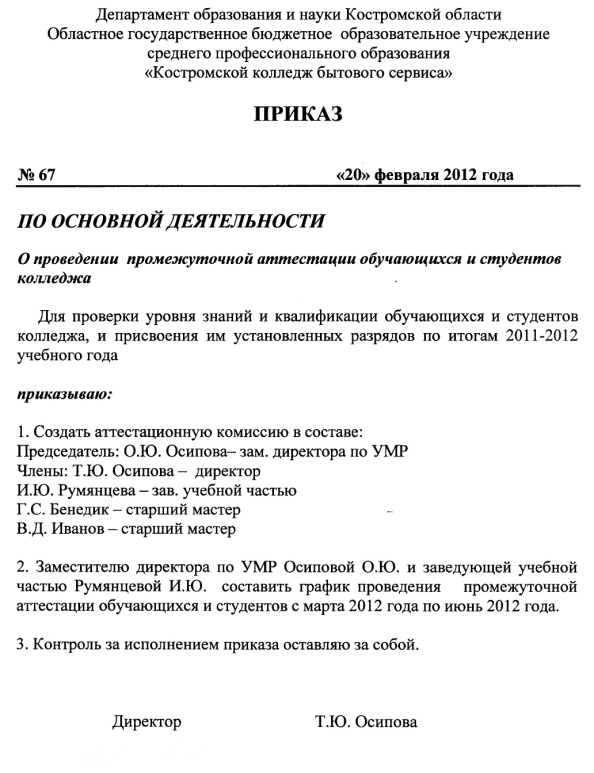 Департамент образования и науки Костромской области
Областное государственное бюджетное образовательное учреждение
среднего профессионального образования
«Костромской колледж бытового сервиса»
ПРИКАЗ
№ 67 «20» февраля 2012 года
ПО ОСНОВНОЙ ДЕЯТЕЛЬНОСТИ
О проведении промежуточной аттестации обучающихся и студентов
колледжа
Для проверки уровня знаний и квалификации обучающихся и студентов
колледжа, и присвоения им установленных разрядов по итогам 2011-2012
учебного года
приказываю:
1. Создать аттестационную комиссию в составе:
Председатель: О.Ю. Осипова– зам. директора по УМР
Члены: Т.Ю. Осипова – директор
И.Ю. Румянцева – зав. учебной частью
Г.С. Бенедик – старший мастер
В.Д. Иванов – старший мастер
2. Заместителю директора по УМР Осиповой О.Ю. и заведующей учебной
частью Румянцевой И.Ю. составить график проведения промежуточной
аттестации обучающихся и студентов с марта 2012 года по июнь 2012 года.
3. Контроль за исполнением приказа оставляю за собой.
Директор Т.Ю. Осипова